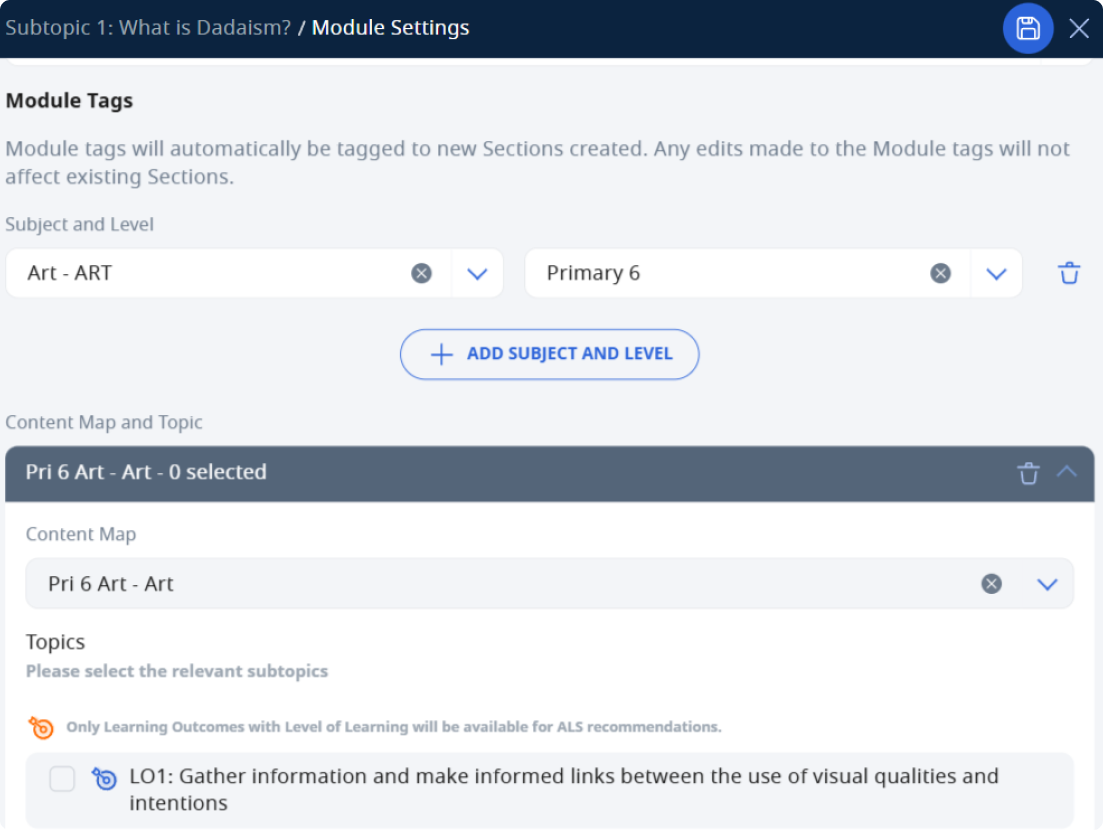 Subtopic 1: What is Dadaism? / Module Settings
Module Tags
Module tags will automatically be tagged to new Sections created. Any edits made to the Module tags will not
affect existing Sections.
Subject and Level
Art - ART
Primary 6
ADD SUBJECT AND LEVEL
Content Map and Topic
Pri 6 Art - Art - 0 selected
Content Map
Pri 6 Art - Art
Topics
Please select the relevant subtopics
Only Learning Outcomes with Level of Learning will be available for ALS recommendations.
LO1: Gather information and make informed links between the use of visual qualities and
intentions